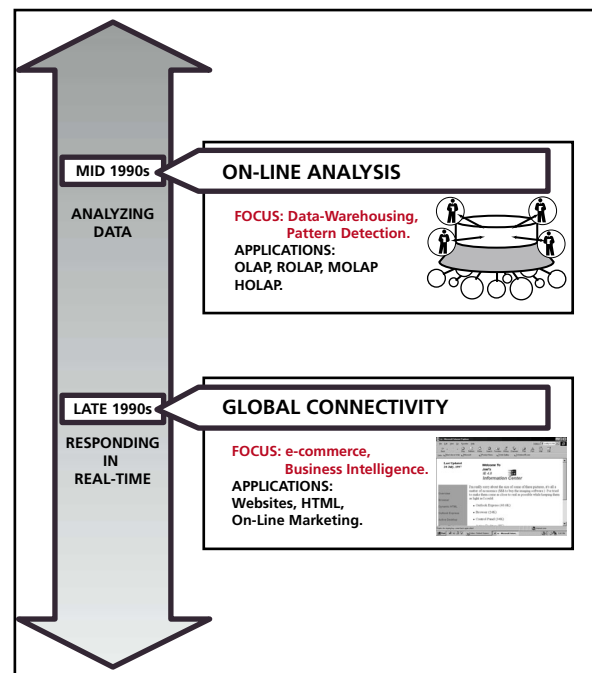 MID 1990s
ANALYZING
DATA
ON-LINE ANALYSIS
FOCUS: Data-Warehousing,
Pattern Detection.
APPLICATIONS:
OLAP, ROLAP, MOLAP
HOLAP.
LATE 1990s
RESPONDING
IN
REAL-TIME
GLOBAL CONNECTIVITY
FOCUS: e-commerce,
Business Intelligence.
APPLICATIONS:
Websites, HTML,
On-Line Marketing.
Last Updated
Welcome To
Information Center